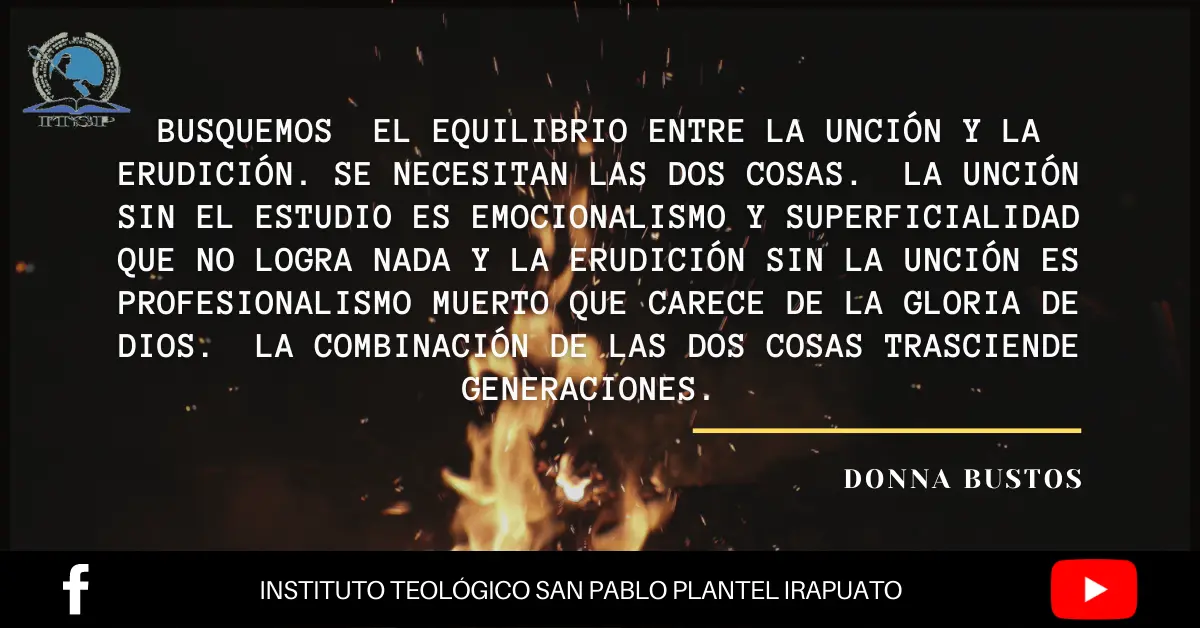 BUSQUEMOS EL EQUILIBRIO ENTRE LA UNCIÓN Y LA
ERUDICIÓN. SE NECESITAN LAS DOS COSAS. LA UNCIÓN
SIN EL ESTUDIO ES EMOCIONALISMO Y SUPERFICIALIDAD
QUE NO LOGRA NADA Y LA ERUDICIÓN SIN LA UNCIÓN ES
PROFESIONALISMO MUERTO QUE CARECE DE LA GLORIA DE
DIOS. LA COMBINACIÓN DE LAS DOS COSAS TRASCIENDE
GENERACIONES.
DONNA BUSTOS
INSTITUTO TEOLÓGICO SAN PABLO PLANTEL IRAPUATO